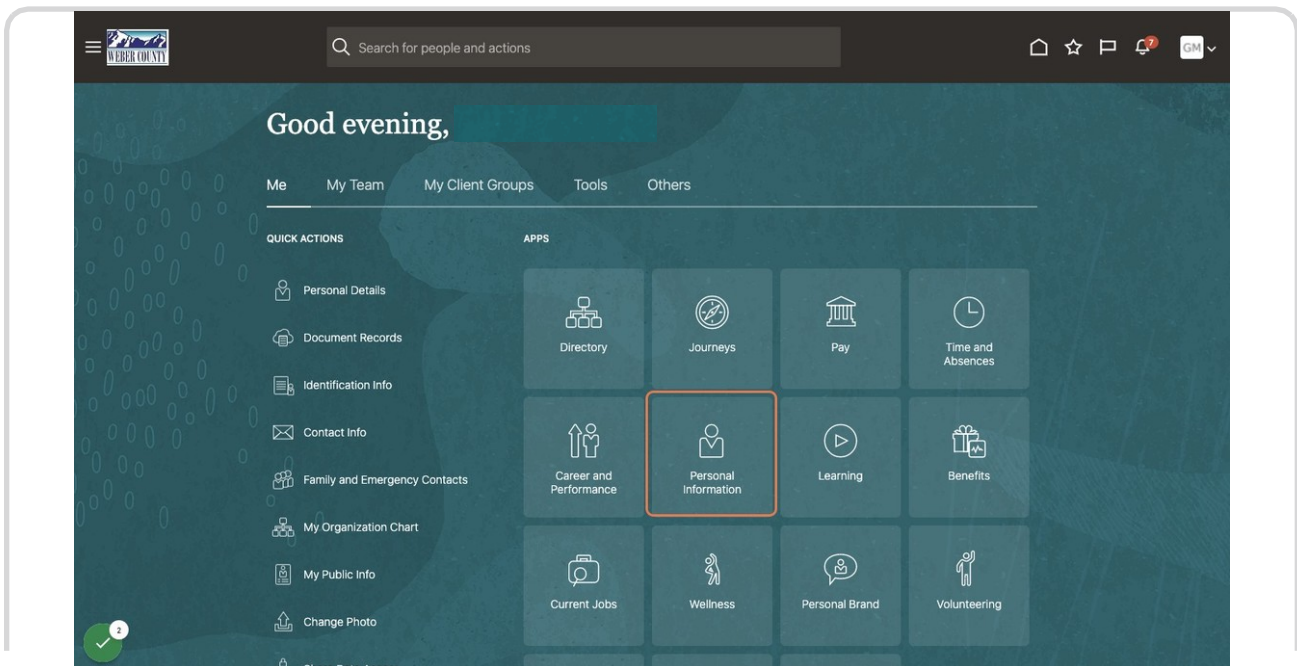 WEBER COUNTY
Search for people and actions
7
GM
Good evening,
Me My Team My Client Groups Tools Others
QUICK ACTIONS
APPS
Personal Details
Document Records
Identification Info
Contact Info
Family and Emergency Contacts
My Organization Chart
My Public Info
Change Photo
Directory
Journeys
Pay
Time and
Absences
Career and
Performance
Personal
Information
Learning
Benefits
Current Jobs
Wellness
Personal Brand
Volunteering
2